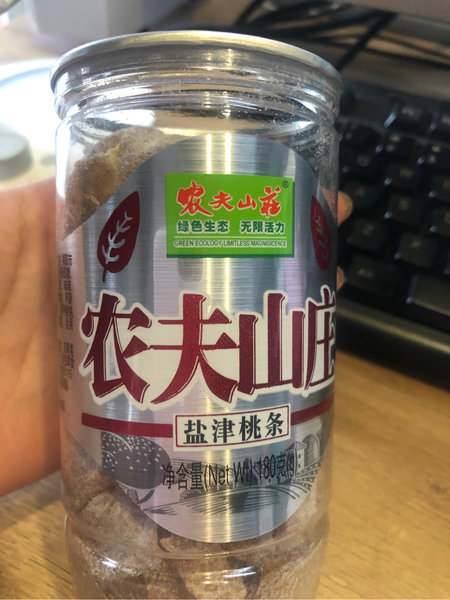 农夫山莊®
绿色生态 无限活力
GREEN ECOLOGY LIMITLESS MAGNIGICENCE
农夫山庄
盐津桃条
净含量(Net Wt):180克(g)